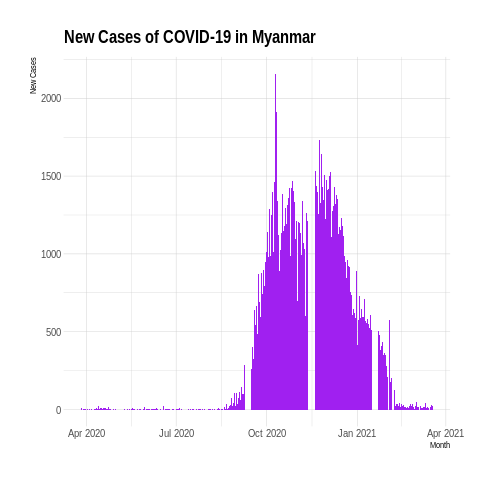 New Cases of COVID-19 in Myanmar
New Cases
2000
1500
1000
500
0
Apr 2020
Jul 2020
Oct 2020
Jan 2021
Apr 2021
Month